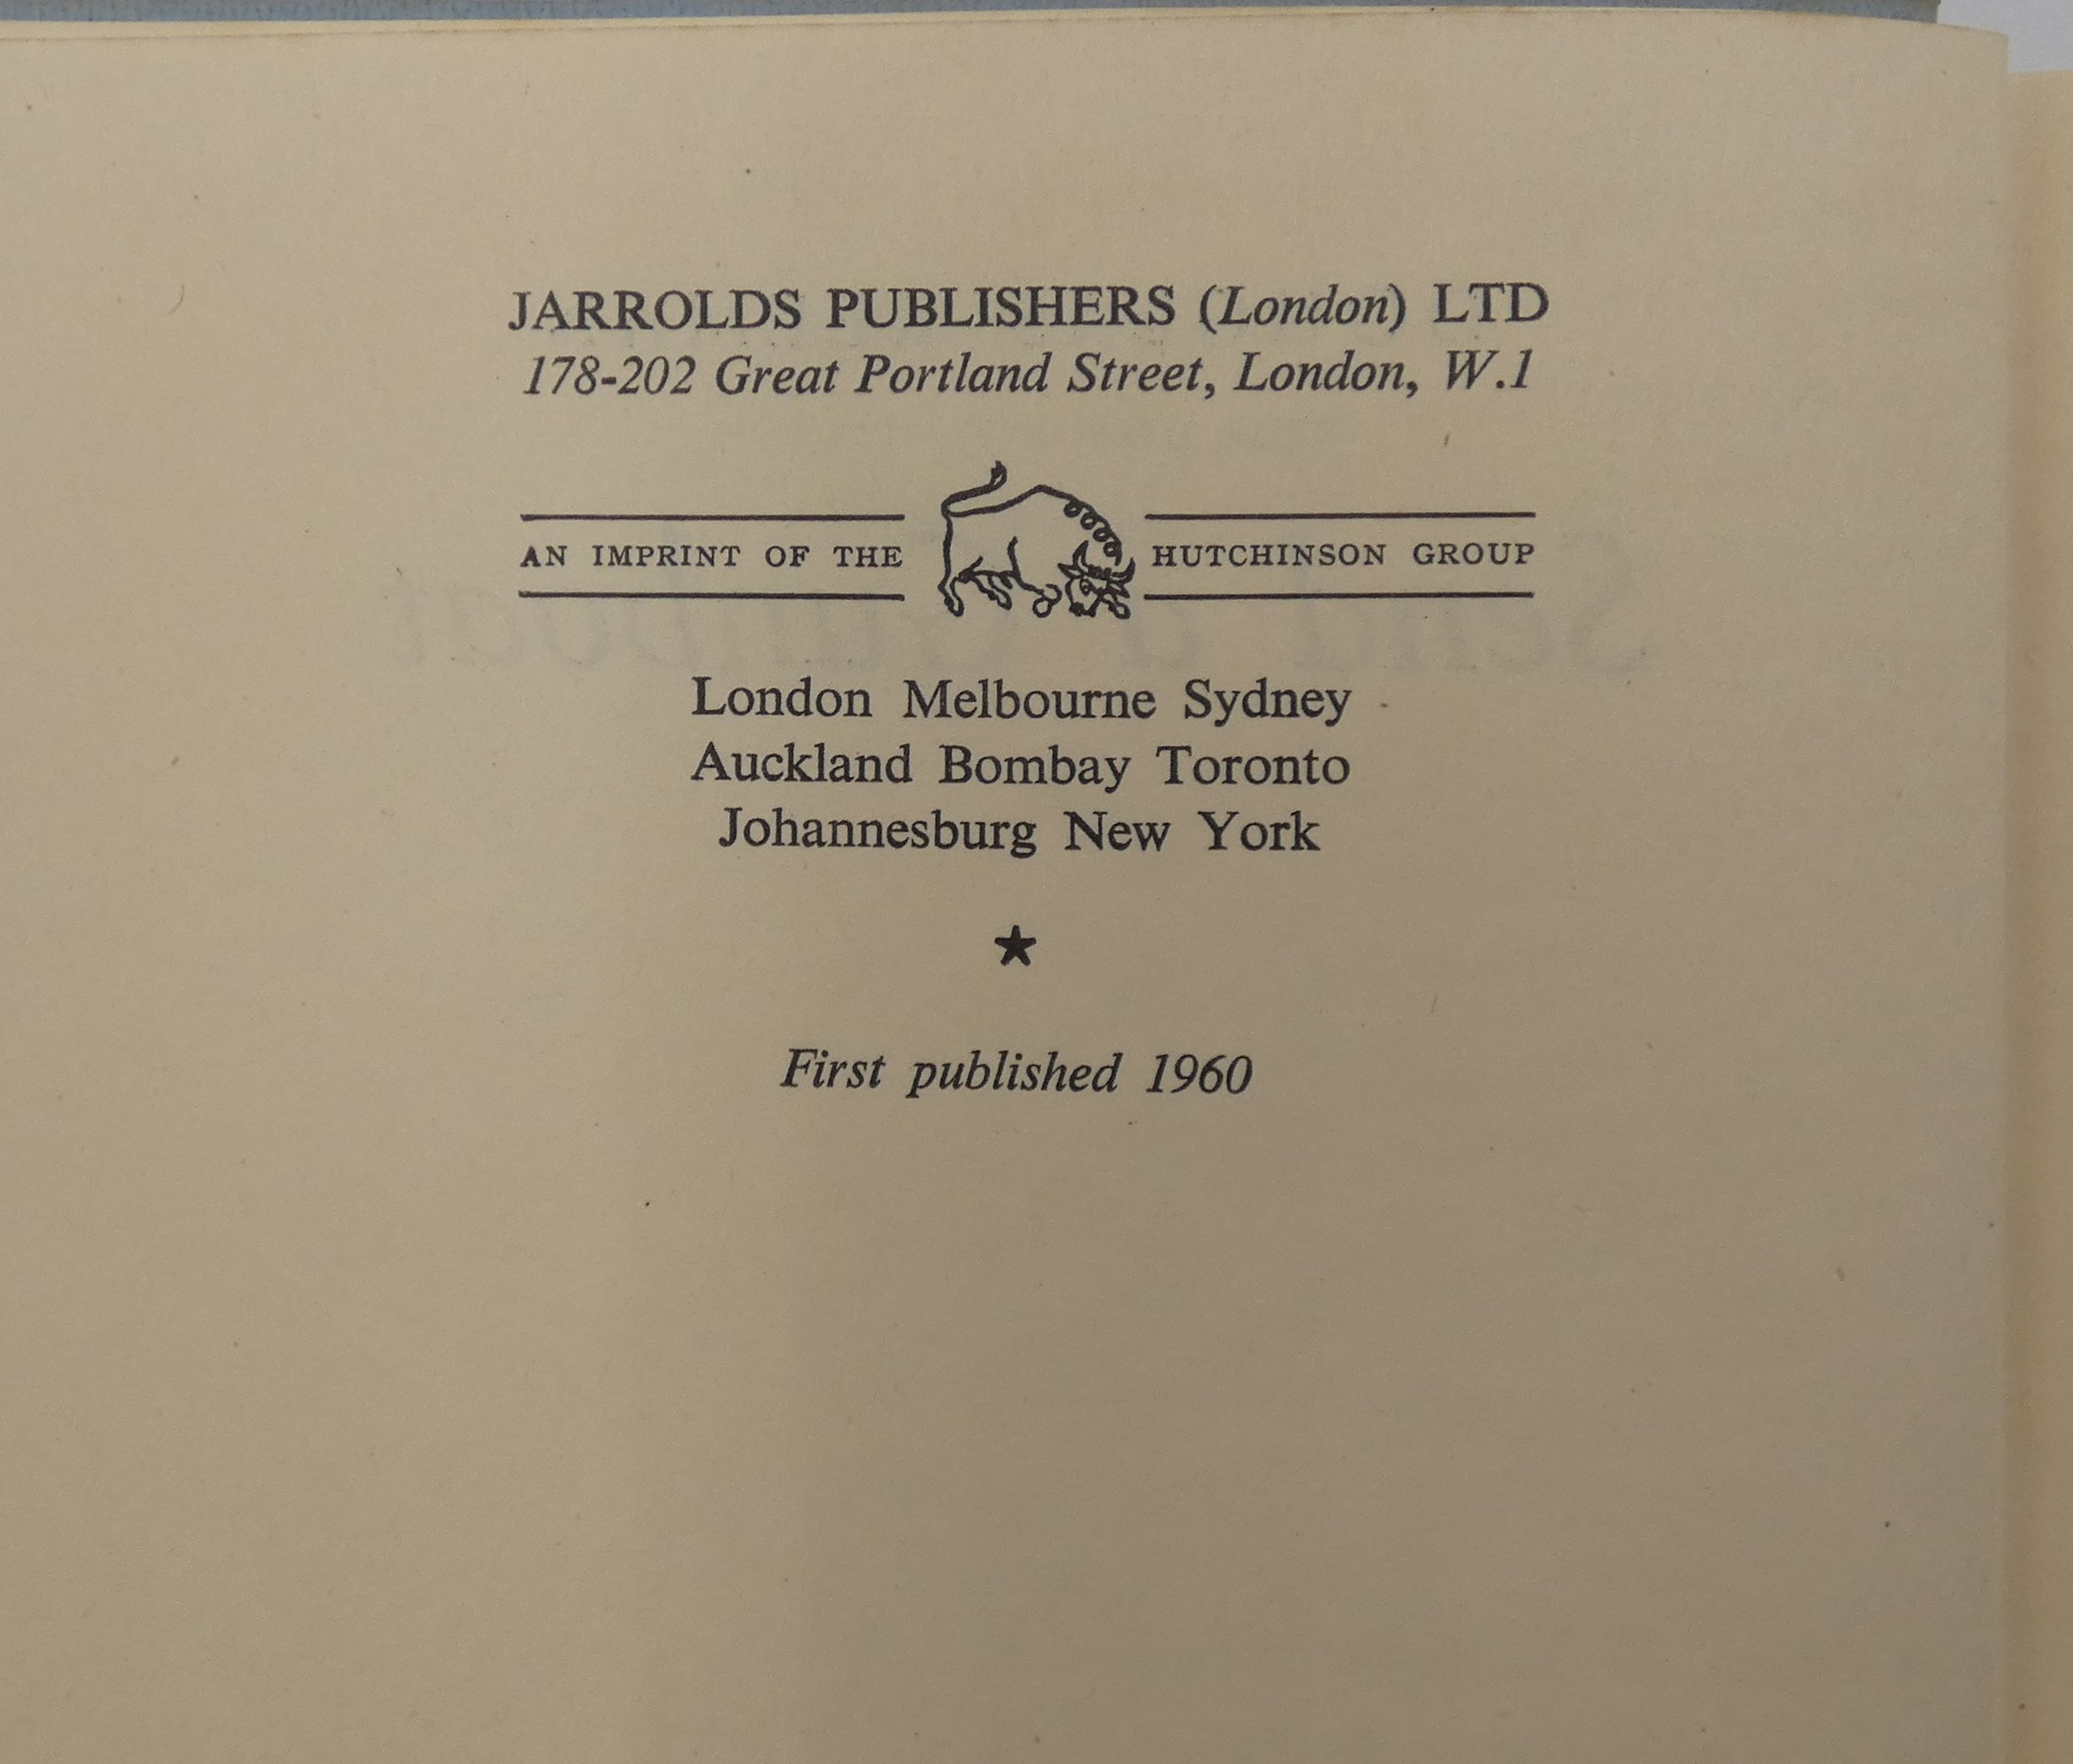 JARROLDS PUBLISHERS (London) LTD
178-202 Great Portland Street, London, W.1
AN IMPRINT OF THE HUTCHINSON GROUP
London Melbourne Sydney
Auckland Bombay Toronto
Johannesburg New York
First published 1960